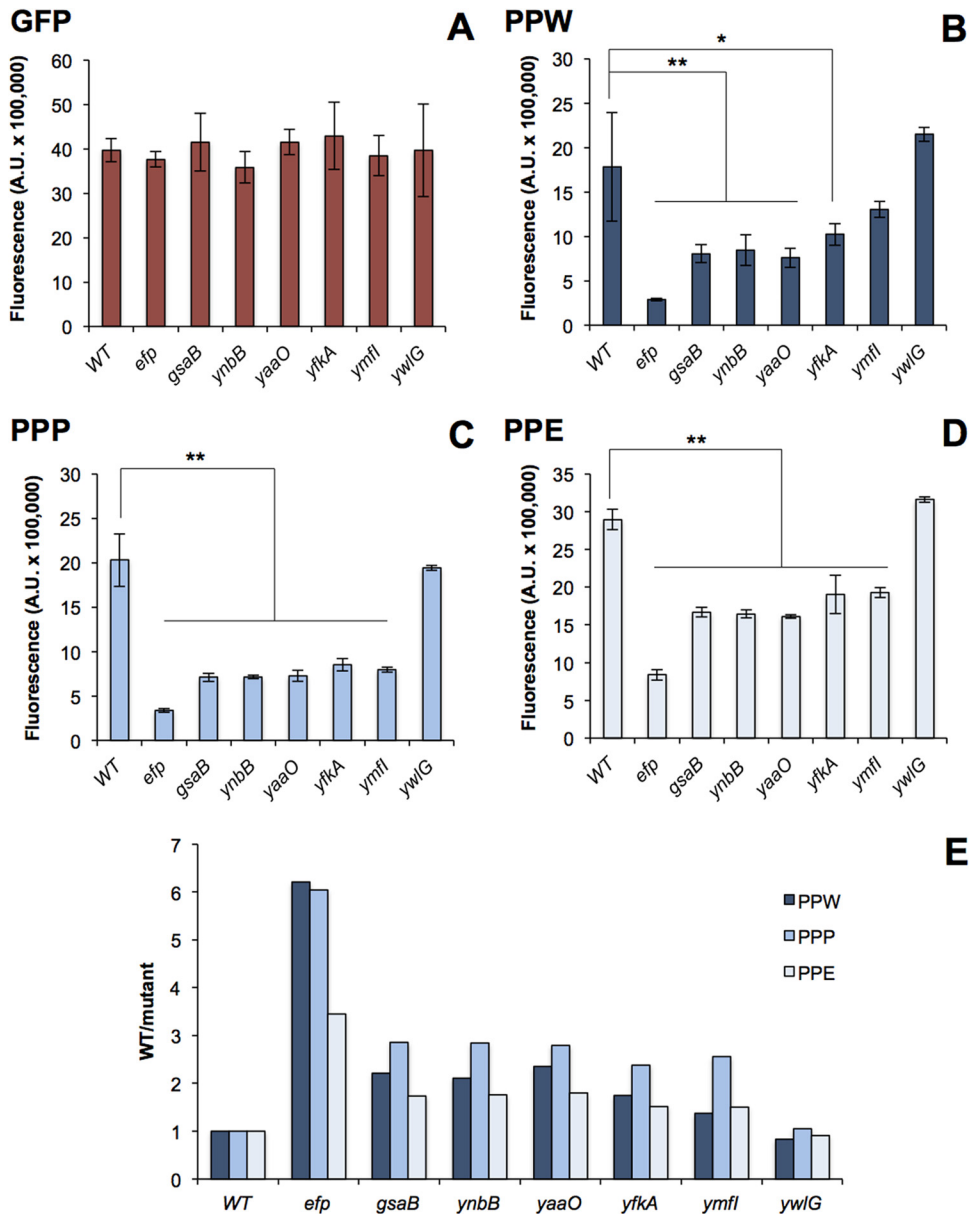 GFP
A
Fluorescence (A.U. x 100,000)
60
50
40
30
20
10
0
WT efp gsaB ynbB yaaO yfkA ymfI ywlG
PPW
B
Fluorescence (A.U. x 100,000)
30
25
20
15
10
5
0
*
**
WT efp gsaB ynbB yaaO yfkA ymfI ywlG
PPP
C
Fluorescence (A.U. x 100,000)
30
25
20
15
10
5
0
**
WT efp gsaB ynbB yaaO yfkA ymfI ywlG
PPE
D
Fluorescence (A.U. x 100,000)
35
30
25
20
15
10
5
0
**
WT efp gsaB ynbB yaaO yfkA ymfI ywlG
E
WT/mutant
7
6
5
4
3
2
1
0
PPW
PPP
PPE
WT efp gsaB ynbB yaaO yfkA ymfI ywlG